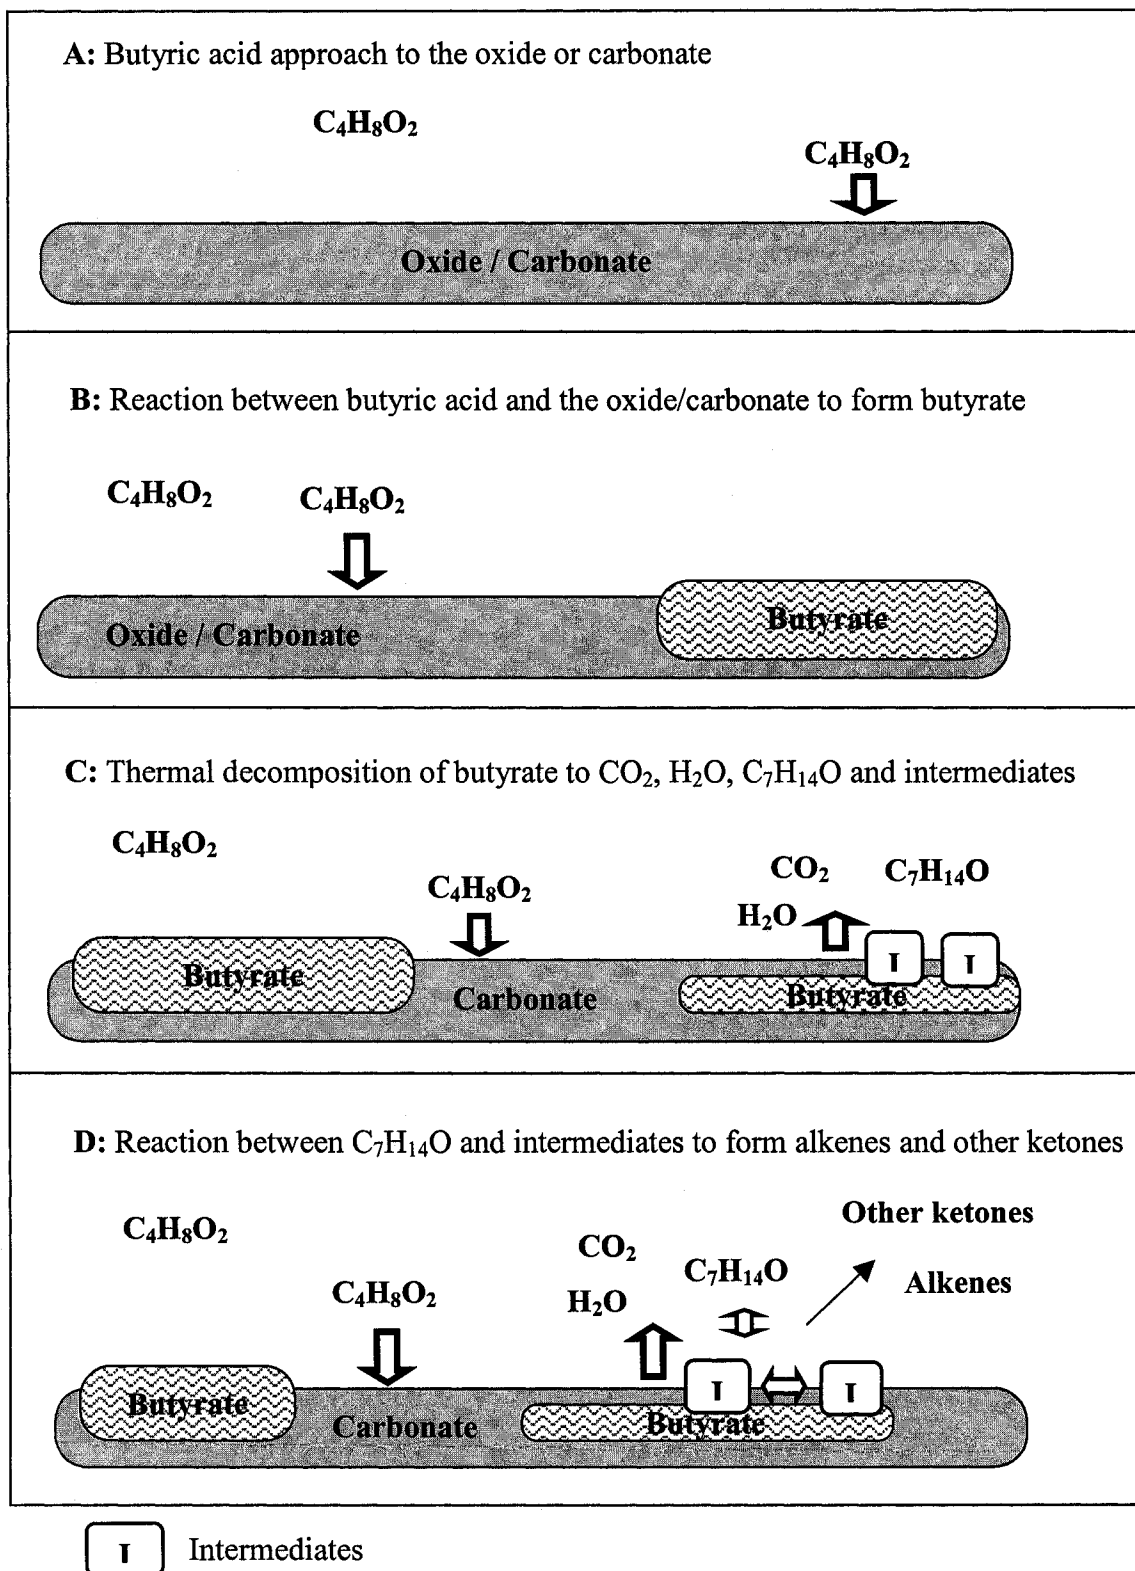 A: Butyric acid approach to the oxide or carbonate
C₄H₈O₂
C₄H₈O₂
Oxide / Carbonate
B: Reaction between butyric acid and the oxide/carbonate to form butyrate
C₄H₈O₂
C₄H₈O₂
Oxide / Carbonate
Butyrate
C: Thermal decomposition of butyrate to CO₂, H₂O, C₇H₁₄O and intermediates
C₄H₈O₂
C₄H₈O₂
CO₂
C₇H₁₄O
H₂O
Butyrate
Carbonate
I
I
Butyrate
D: Reaction between C₇H₁₄O and intermediates to form alkenes and other ketones
C₄H₈O₂
C₄H₈O₂
CO₂
C₇H₁₄O
H₂O
Other ketones
Alkenes
Butyrate
Carbonate
I
I
Butyrate
I Intermediates